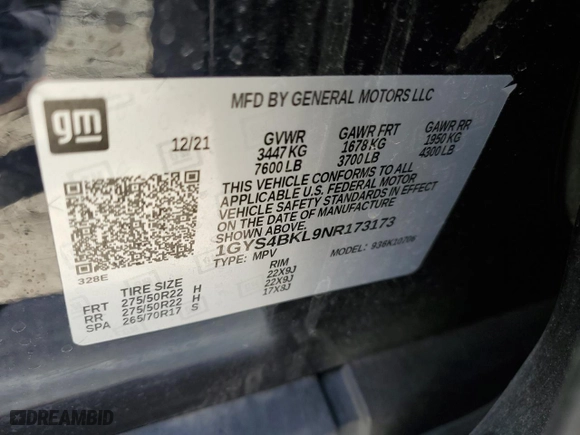 gm
MFD BY GENERAL MOTORS LLC
12/21 GVWR GAWR FRT GAWR RR
3447 KG 1678 KG 1950 KG
7600 LB 3700 LB 4300 LB
THIS VEHICLE CONFORMS TO ALL
APPLICABLE U.S. FEDERAL MOTOR
VEHICLE SAFETY STANDARDS IN EFFECT
ON THE DATE OF MANUFACTURE
SHOWN ABOVE.
1GYS4BKL9NR173173
TYPE: MPV MODEL: 936K10706
328E
TIRE SIZE RIM
FRT 275/50R22 H 22X9J
RR 275/50R22 H 22X9J
SPA 265/70R17 S 17X8J
DREAMBID